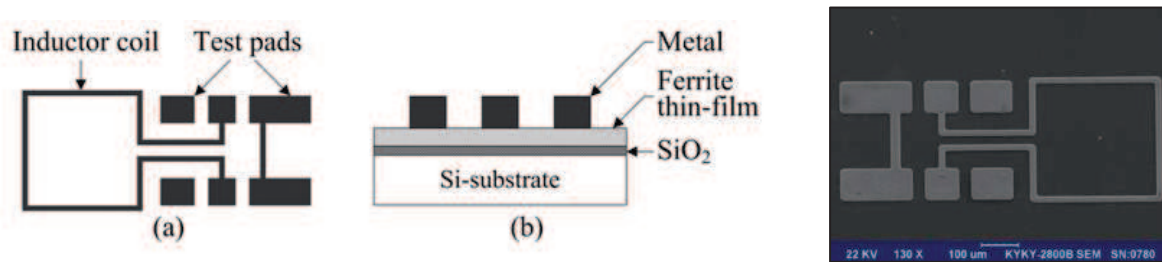 Inductor coil
Test pads
(a)
Metal
Ferrite
thin-film
SiO₂
Si-substrate
(b)
22 KV 130 X 100 um KYKY-2800B SEM SN:0780